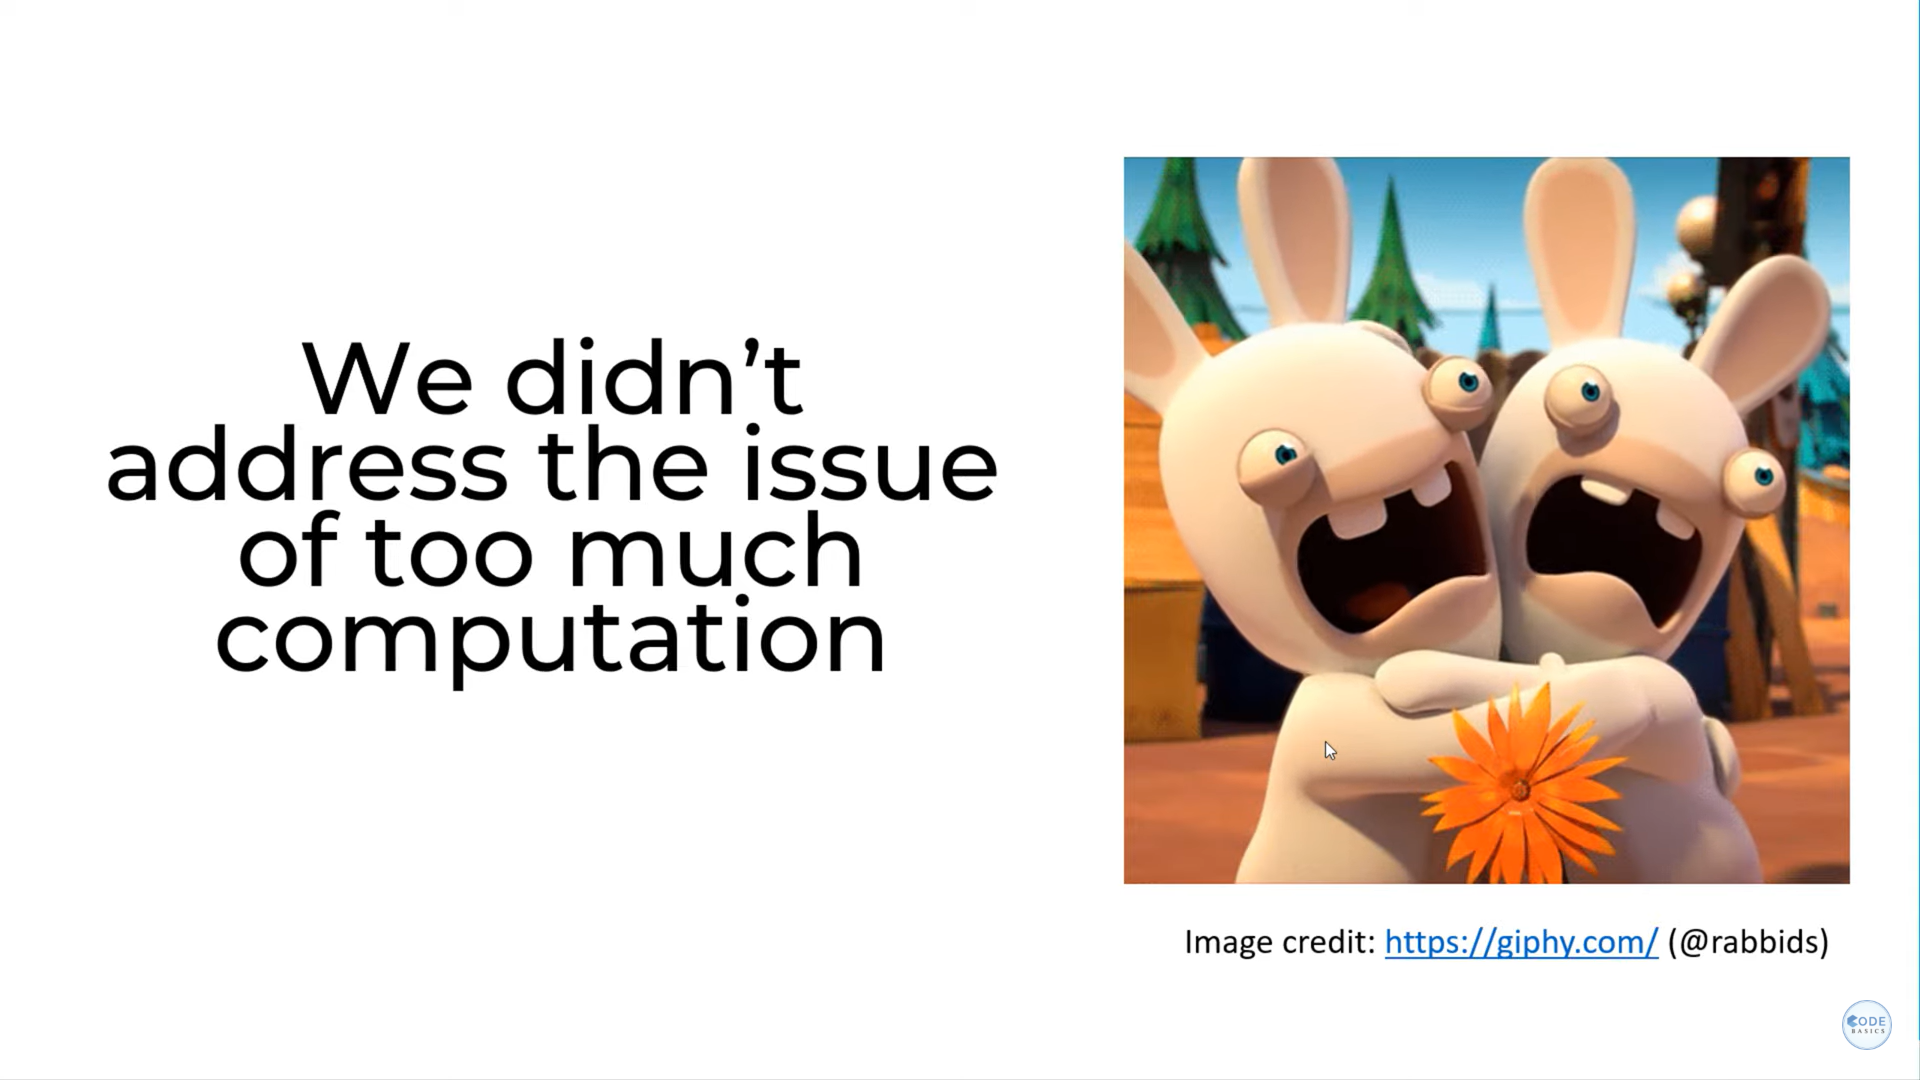 We didn’t
address the issue
of too much
computation
Image credit: https://giphy.com/ (@rabbids)
CODE
BASICS